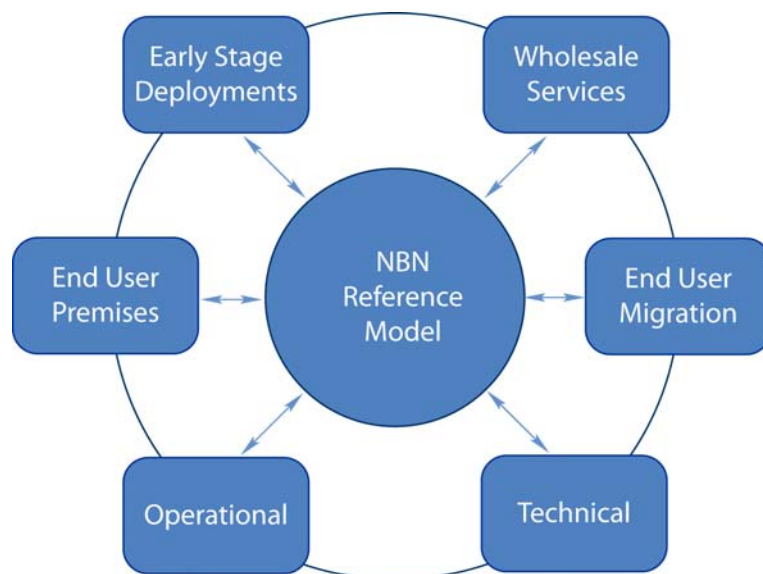 Early Stage
Deployments
Wholesale
Services
End User
Premises
NBN
Reference
Model
End User
Migration
Operational
Technical